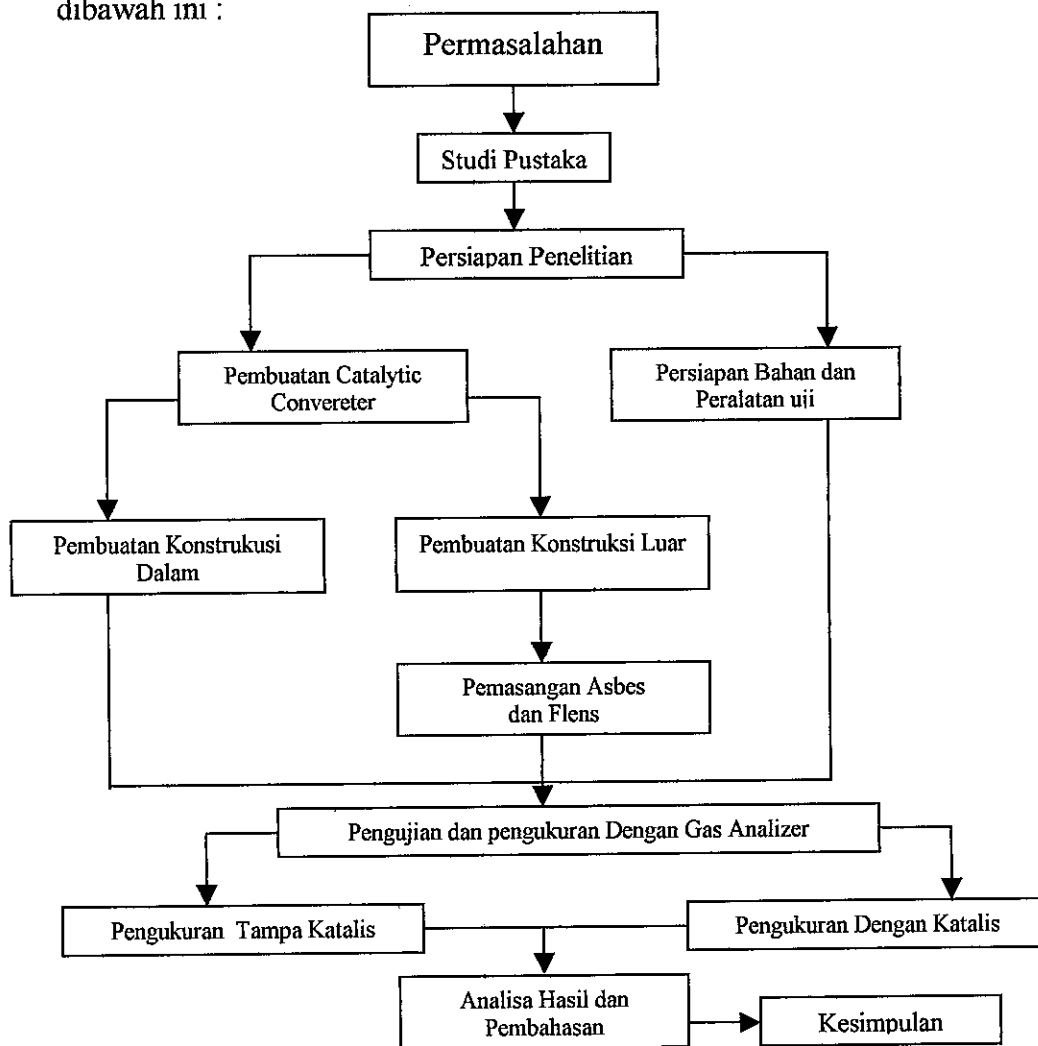 dibawah ini :
Permasalahan
Studi Pustaka
Persiapan Penelitian
Pembuatan Catalytic
Convereter
Persiapan Bahan dan
Peralatan uji
Pembuatan Konstrukusi
Dalam
Pembuatan Konstruksi Luar
Pemasangan Asbes
dan Flens
Pengujian dan pengukuran Dengan Gas Analizer
Pengukuran Tampa Katalis
Pengukuran Dengan Katalis
Analisa Hasil dan
Pembahasan
Kesimpulan